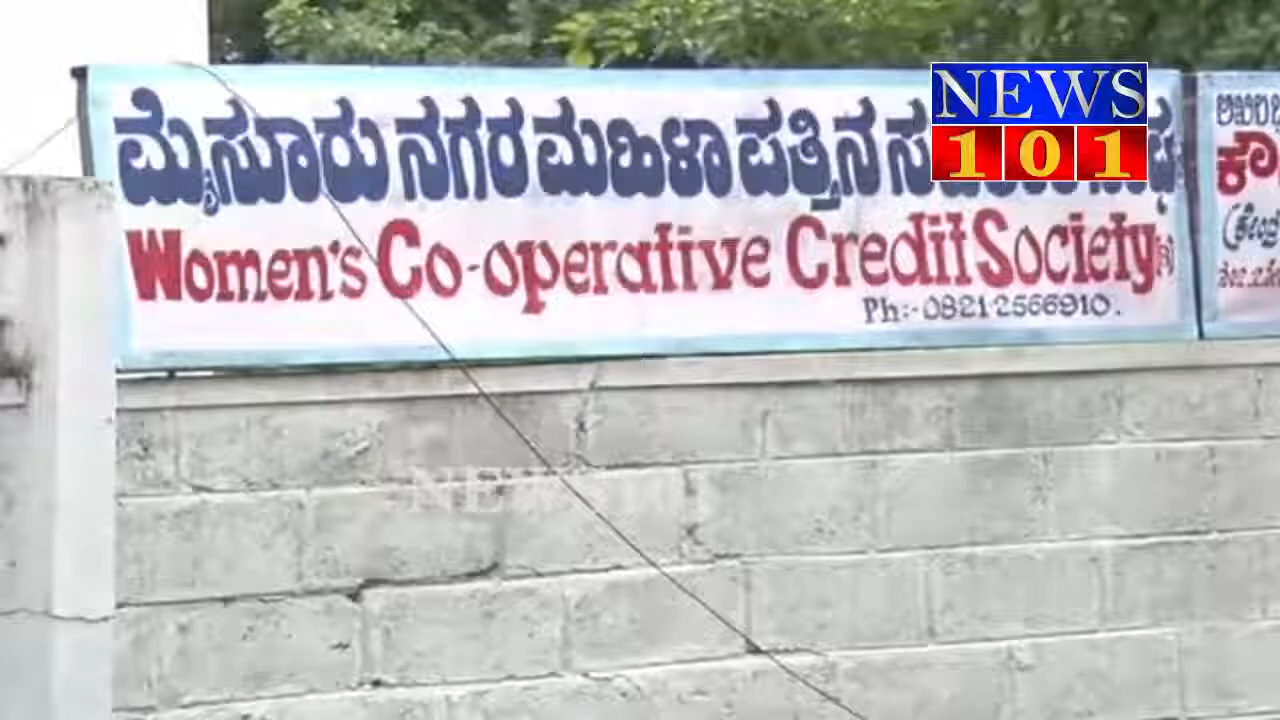 ಮೈಸೂರು ನಗರ ಮಹಿಳಾ ಪತ್ತಿನ
Women's Co-operative Credit Society (R)
Ph:-0821-2566910.
NEWS
101